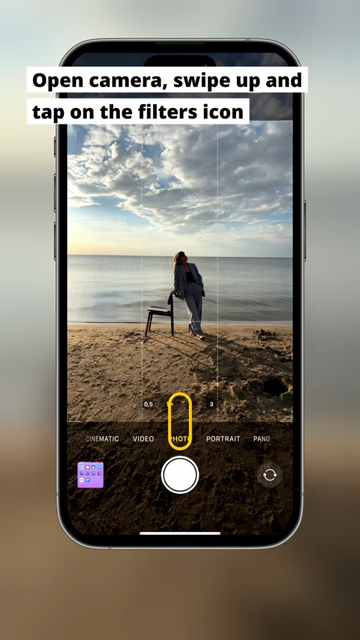 Open camera, swipe up and
tap on the filters icon
0,5
3
CINEMATIC
VIDEO
PHOTO
PORTRAIT
PANO